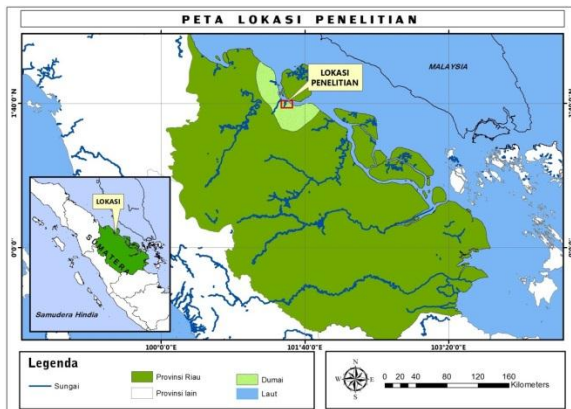 PETA LOKASI PENELITIAN
LOKASI
PENELITIAN
MALAYSIA
1°40'0"N
0°0'0"
LOKASI
SUMATERA
Samudera Hindia
100°0'0"E
101°40'0"E
103°20'0"E
Legenda
Sungai
Provinsi Riau
Provinsi lain
Dumai
Laut
N
W
E
S
0 20 40 80 120 160
Kilometers